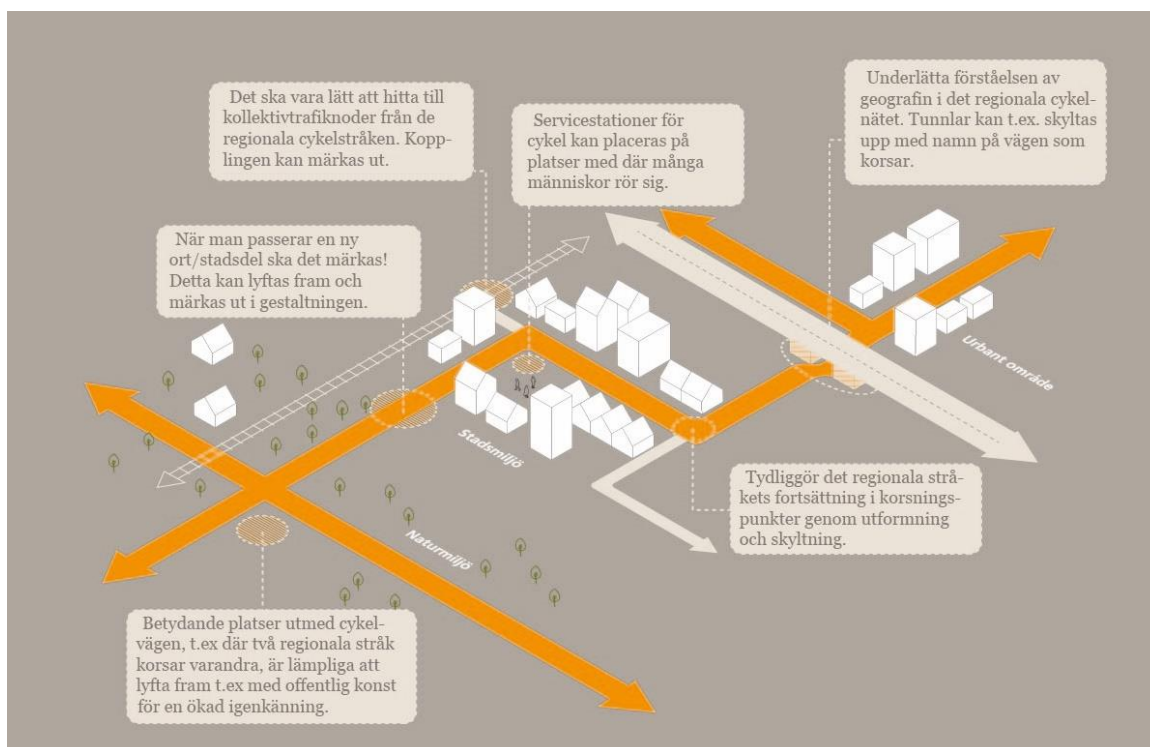 Det ska vara lätt att hitta till
kollektivtrafiknoder från de
regionala cykelstråken. Kopp-
lingen kan märkas ut.
Servicestationer för
cykel kan placeras på
platser med där många
människor rör sig.
Underlätta förståelsen av
geografin i det regionala cykel-
nätet. Tunnlar kan t.ex. skyltas
upp med namn på vägen som
korsar.
När man passerar en ny
ort/stadsdel ska det märkas!
Detta kan lyftas fram och
märkas ut i gestaltningen.
Urbant område
Stadsmiljö
Naturmiljö
Tydliggör det regionala strå-
kets fortsättning i korsnings-
punkter genom utformning
och skyltning.
Betydande platser utmed cykel-
vägen, t.ex där två regionala stråk
korsar varandra, är lämpliga att
lyfta fram t.ex med offentlig konst
för en ökad igenkänning.